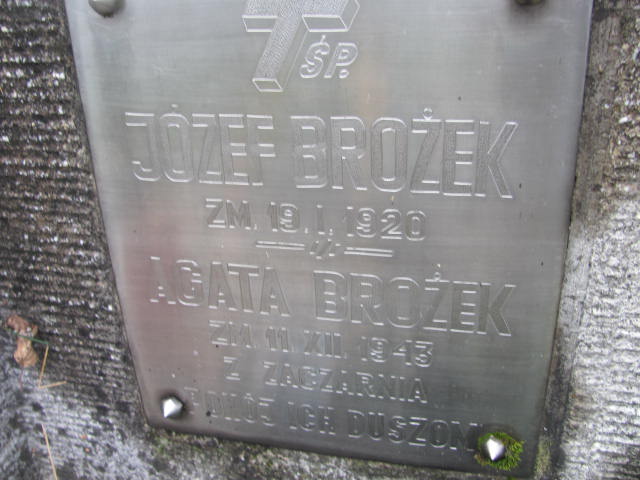 ŚP.
JÓZEF BROŻEK
ZM. 19. I. 1920
AGATA BROŻEK
ZM. 11 XII. 1943
Z ZACZARNIA
POKÓJ ICH DUSZOM